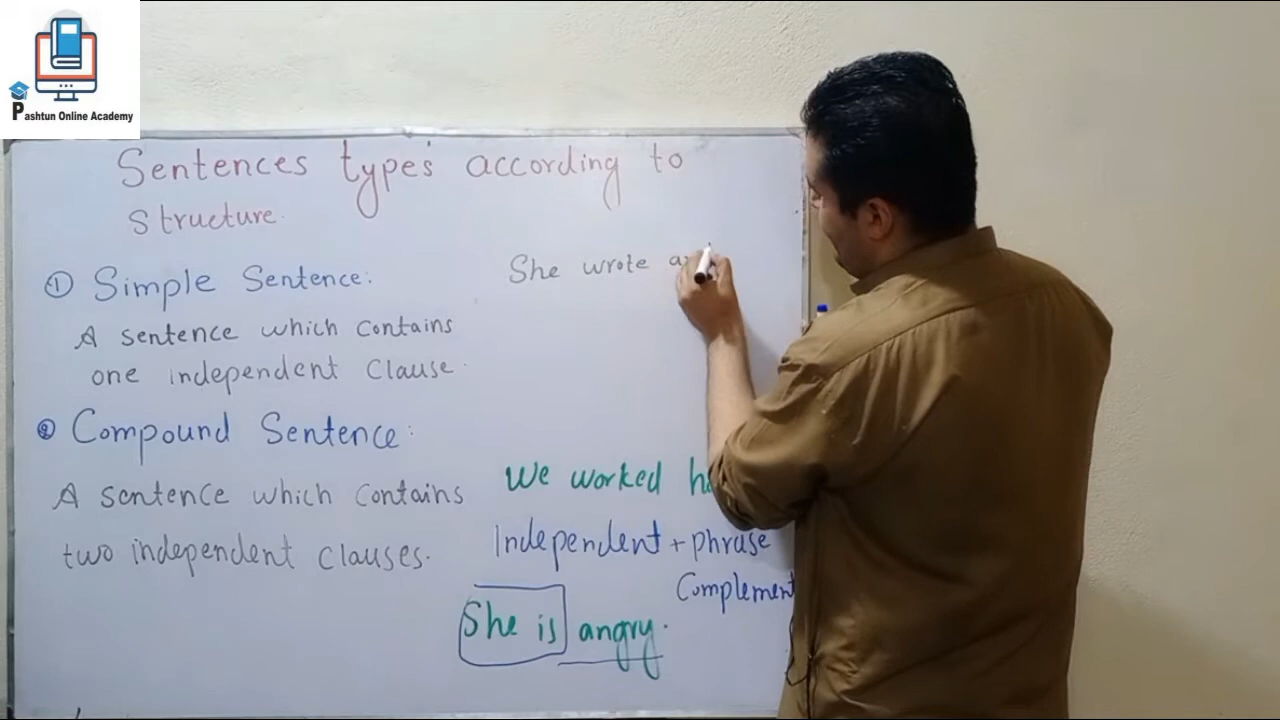 Pashtun Online Academy
Sentences types according to
structure.
① Simple Sentence:
A sentence which contains
one independent clause.
② Compound Sentence:
A sentence which contains
two independent clauses.
She wrote
We worked
Independent + phrase
Complement
She is angry.